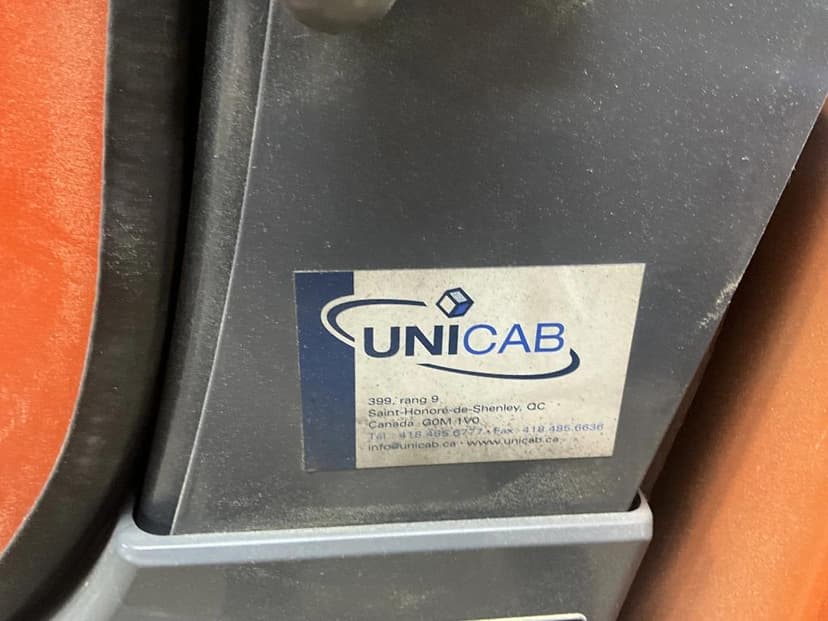 UNICAB
399, rang 9
Saint-Honoré-de-Shenley, QC
Canada G0M 1V0
Tél.: 418.485.6777 • Fax : 418.485.6636
info@unicab.ca • www.unicab.ca